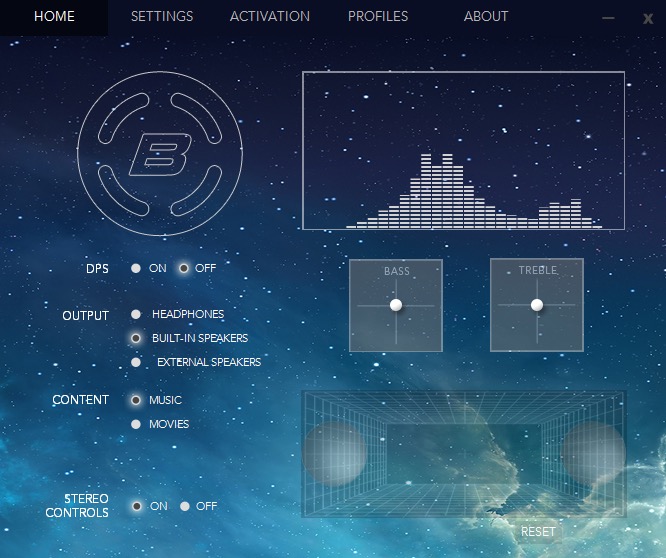 HOME SETTINGS ACTIVATION PROFILES ABOUT X
B
DPS ON OFF
BASS TREBLE
OUTPUT HEADPHONES
BUILT-IN SPEAKERS
EXTERNAL SPEAKERS
CONTENT MUSIC
MOVIES
STEREO
CONTROLS ON OFF
RESET